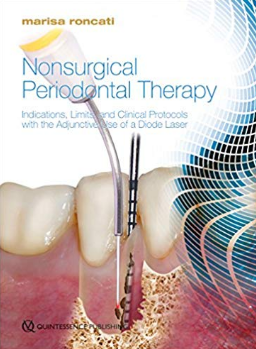 marisa roncati
Nonsurgical
Periodontal Therapy
Indications, Limits, and Clinical Protocols
with the Adjunctive Use of a Diode Laser
QUINTESSENCE PUBLISHING